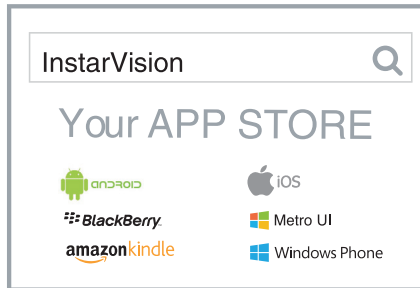 InstarVision
Your APP STORE
android iOS
BlackBerry. Metro UI
amazonkindle Windows Phone